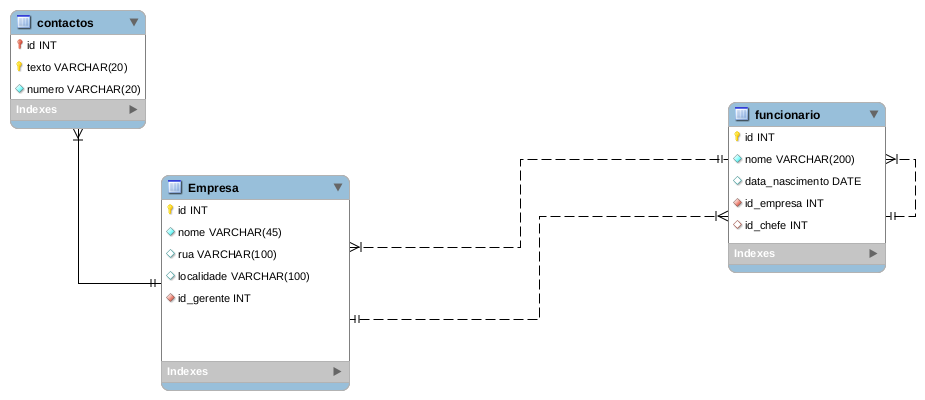 contactos
id INT
texto VARCHAR(20)
numero VARCHAR(20)
Indexes
Empresa
id INT
nome VARCHAR(45)
rua VARCHAR(100)
localidade VARCHAR(100)
id_gerente INT
Indexes
funcionario
id INT
nome VARCHAR(200)
data_nascimento DATE
id_empresa INT
id_chefe INT
Indexes